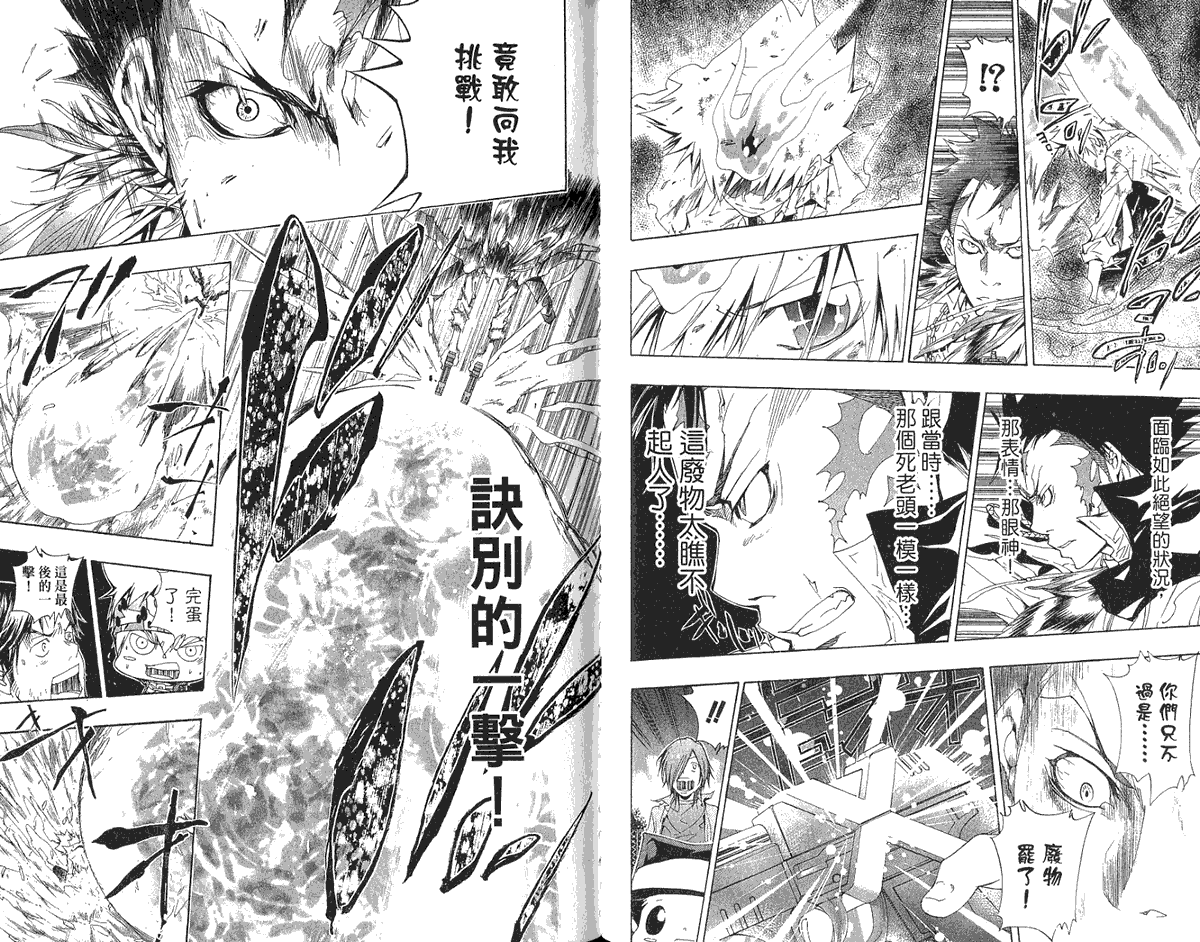 !?
面臨如此絕望的狀況，
那表情…那眼神！
跟當時……
那個死老頭一模一樣…
這廢物太瞧不
起人了……
你們只不
過是……
廢物
罷了！
!!
竟敢向我
挑戰！
訣別的一擊！
完蛋
了！
這是最
後的一
擊！